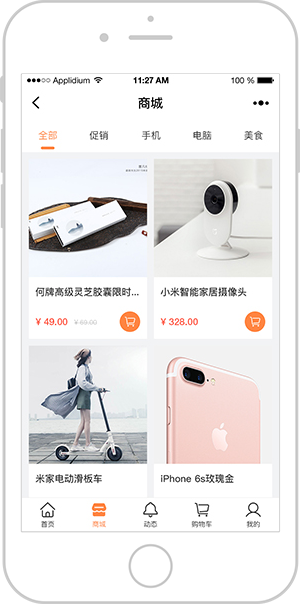 Applidium 11:27 AM 100 %
商城
全部 促销 手机 电脑 美食
何牌高级灵芝胶囊限时... 小米智能家居摄像头
¥ 49.00 ¥ 69.00 ¥ 328.00
米家电动滑板车 iPhone 6s玫瑰金
首页 商城 动态 购物车 我的